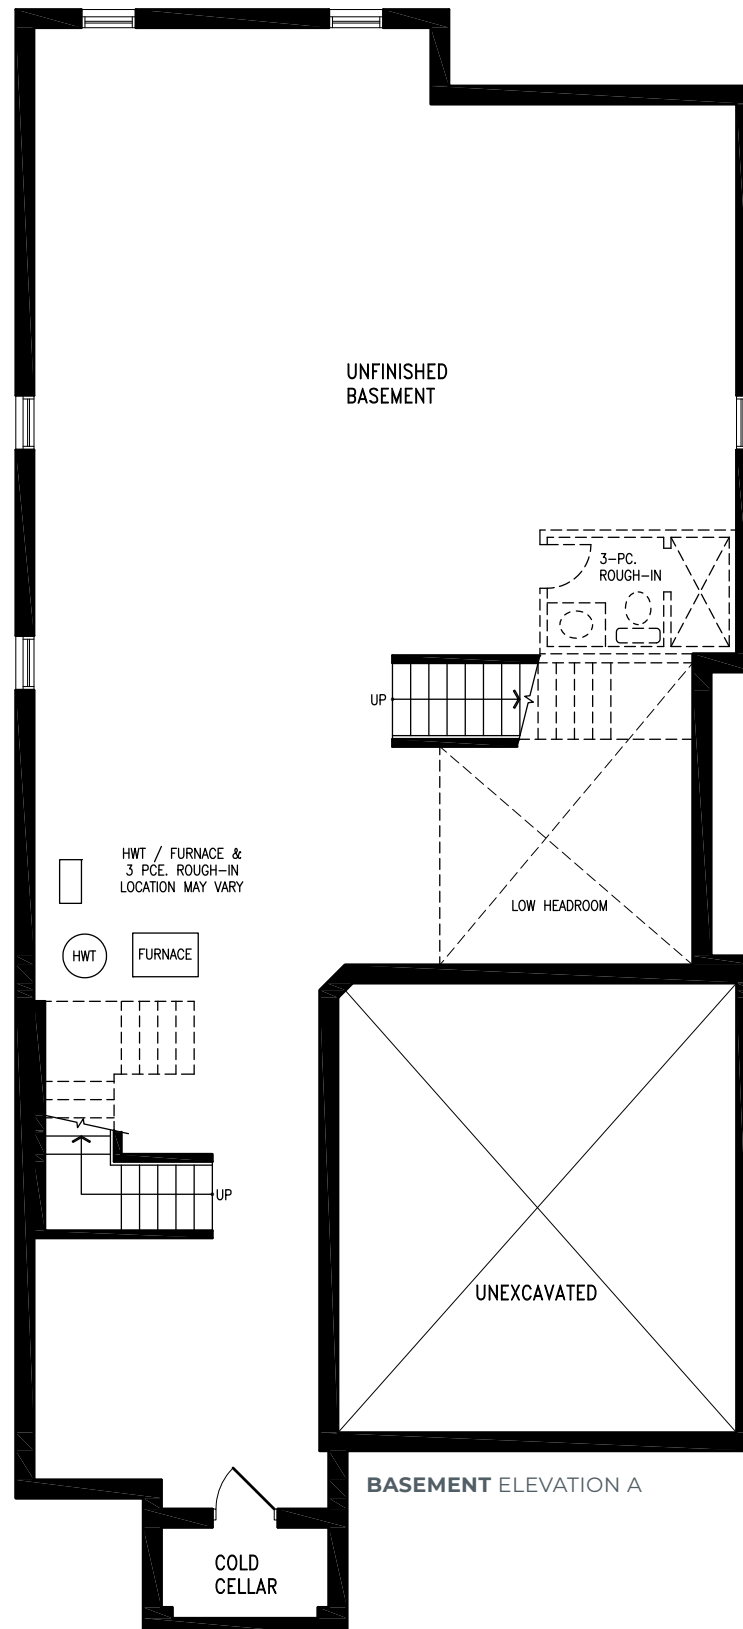 UNFINISHED
BASEMENT
3-PC.
ROUGH-IN
UP
HWT / FURNACE &
3 PCE. ROUGH-IN
LOCATION MAY VARY
LOW HEADROOM
HWT
FURNACE
UP
UNEXCAVATED
BASEMENT ELEVATION A
COLD
CELLAR